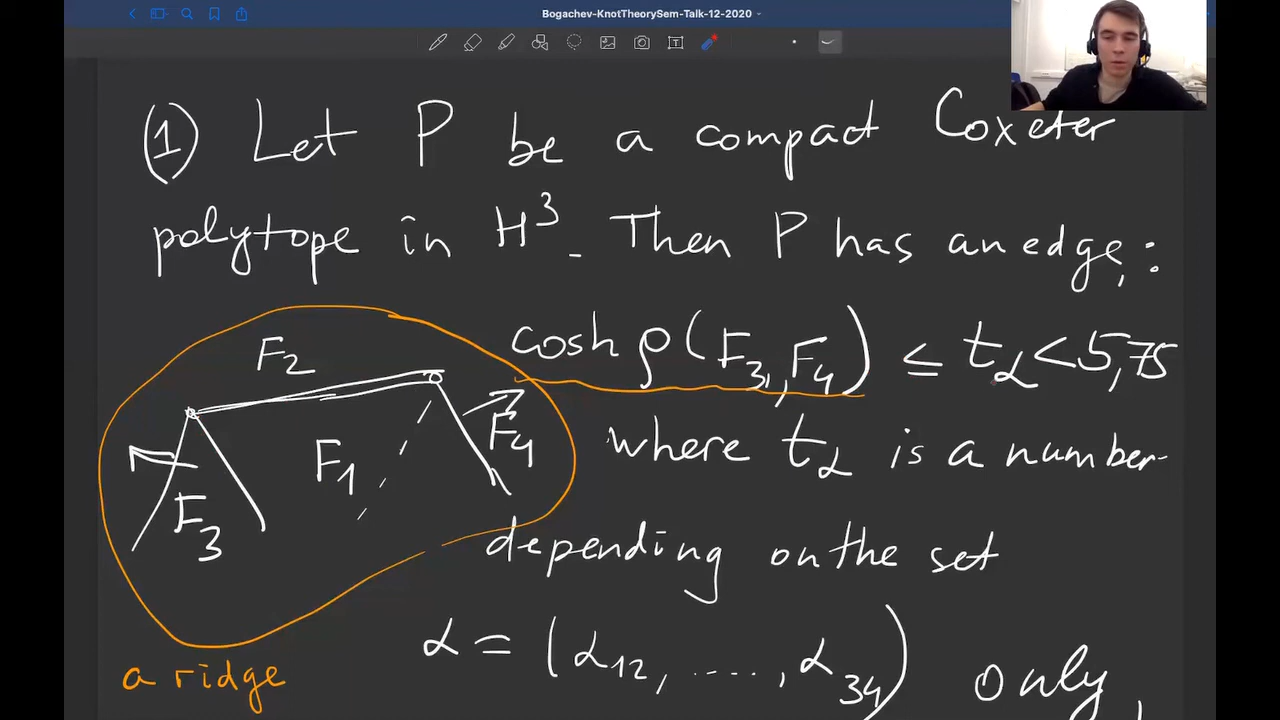 Bogachev-KnotTheorySem-Talk-12-2020
(1) Let P be a compact Coxeter
polytope in H³. Then P has an edge, :
F2
cosh ρ(F3, F4) ≤ tα < 5,75
F1
F4
F3
where tα is a number
depending on the set
α = (α12, ....., α34) only,
a ridge